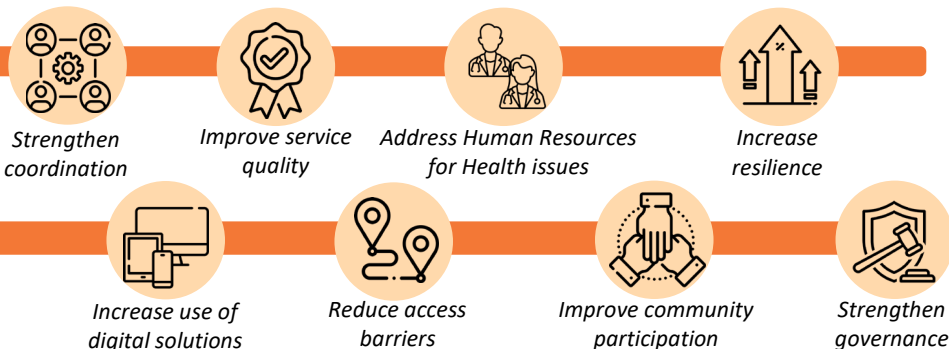 Strengthen
coordination
Improve service
quality
Address Human Resources
for Health issues
%
Increase
resilience
Increase use of
digital solutions
Reduce access
barriers
Improve community
participation
Strengthen
governance